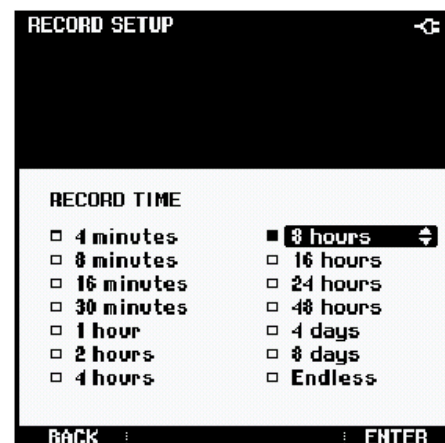 RECORD SETUP
RECORD TIME
4 minutes
8 minutes
16 minutes
30 minutes
1 hour
2 hours
4 hours
8 hours
16 hours
24 hours
48 hours
4 days
8 days
Endless
BACK
ENTER